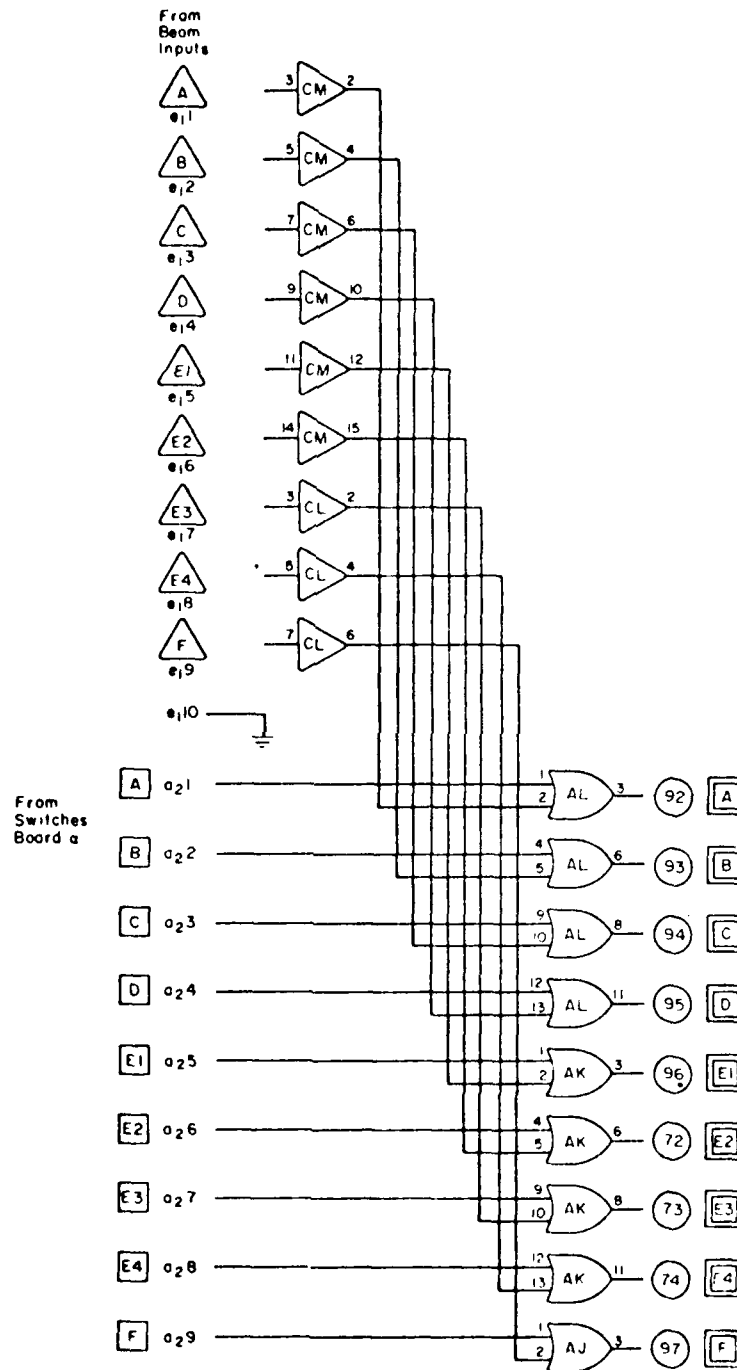 From
Beam
Inputs
A
3 CM 2
e₁1
B
5 CM 4
e₁2
C
7 CM 6
e₁3
D
9 CM 10
e₁4
E1
11 CM 12
e₁5
E2
14 CM 15
e₁6
E3
3 CL 2
e₁7
E4
5 CL 4
e₁8
F
7 CL 6
e₁9
e₁10
From
Switches
Board α
A a₂1 1 2 AL 3 92 A
B a₂2 4 5 AL 6 93 B
C a₂3 9 10 AL 8 94 C
D a₂4 12 13 AL 11 95 D
E1 a₂5 1 2 AK 3 96 E1
E2 a₂6 4 5 AK 6 72 E2
E3 a₂7 9 10 AK 8 73 E3
E4 a₂8 12 13 AK 11 74 E4
F a₂9 1 2 AJ 3 97 F